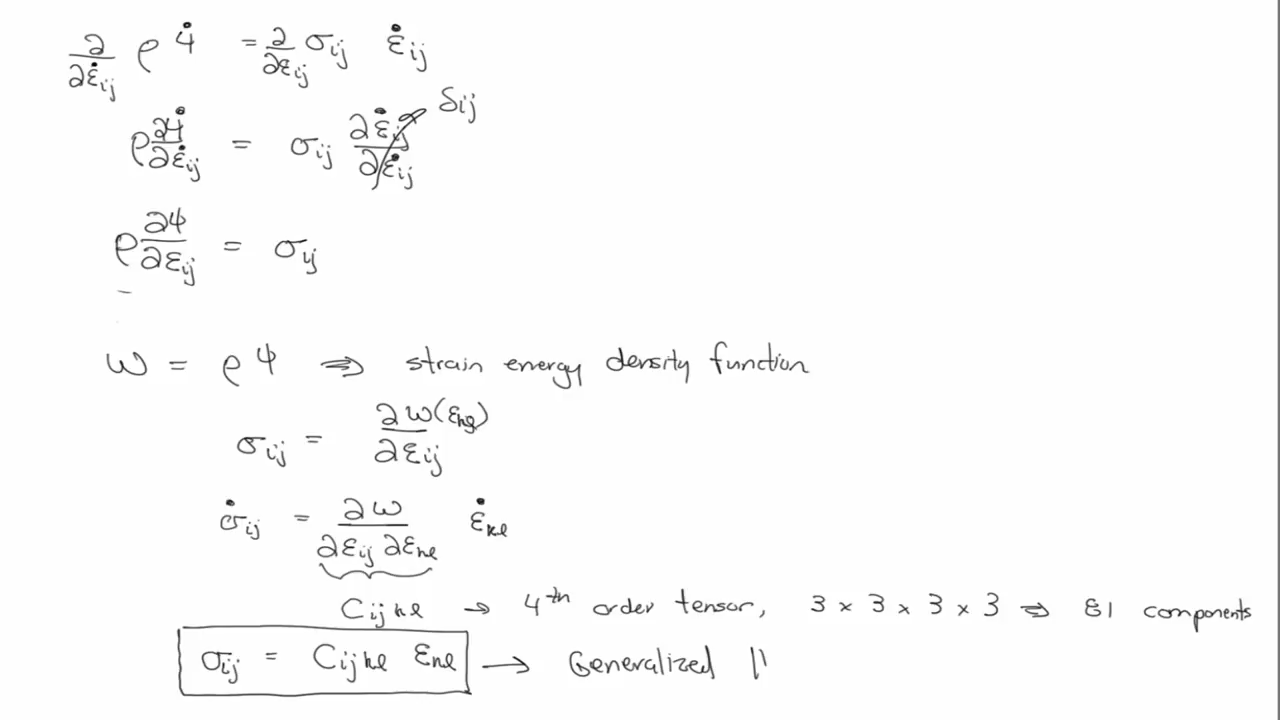 ∂/∂ε̇ij ρ ψ̇ = ∂/∂εij σij ε̇ij
ρ ∂ψ̇/∂ε̇ij = σij ∂ε̇ij/∂ε̇ij δij
ρ ∂ψ/∂εij = σij
w = ρψ ⇒ strain energy density function
σij = ∂w(εkl)/∂εij
σ̇ij = ∂w/∂εij ∂εkl ε̇kl
Cijkl → 4th order tensor, 3 × 3 × 3 × 3 ⇒ 81 components
σij = Cijkl εkl → Generalized